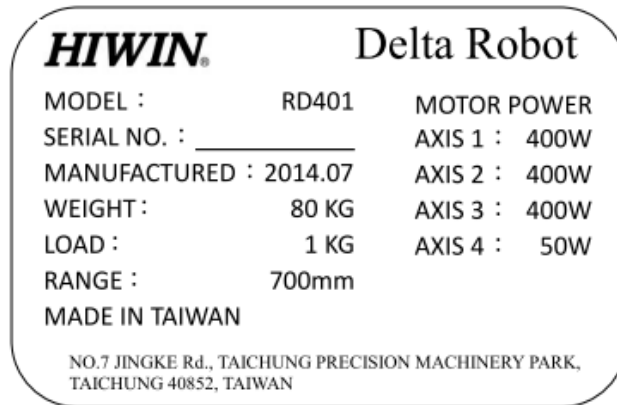 HIWIN® Delta Robot
MODEL： RD401
SERIAL NO.：
MANUFACTURED：2014.07
WEIGHT： 80 KG
LOAD： 1 KG
RANGE： 700mm
MADE IN TAIWAN
MOTOR POWER
AXIS 1： 400W
AXIS 2： 400W
AXIS 3： 400W
AXIS 4： 50W
NO.7 JINGKE Rd., TAICHUNG PRECISION MACHINERY PARK,
TAICHUNG 40852, TAIWAN